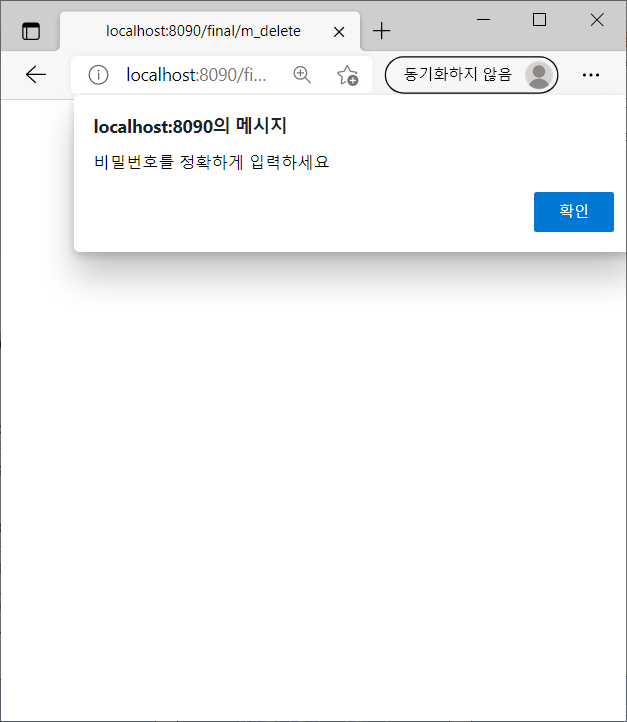 localhost:8090/final/m_delete
localhost:8090/fi...
동기화하지 않음
localhost:8090의 메시지
비밀번호를 정확하게 입력하세요
확인